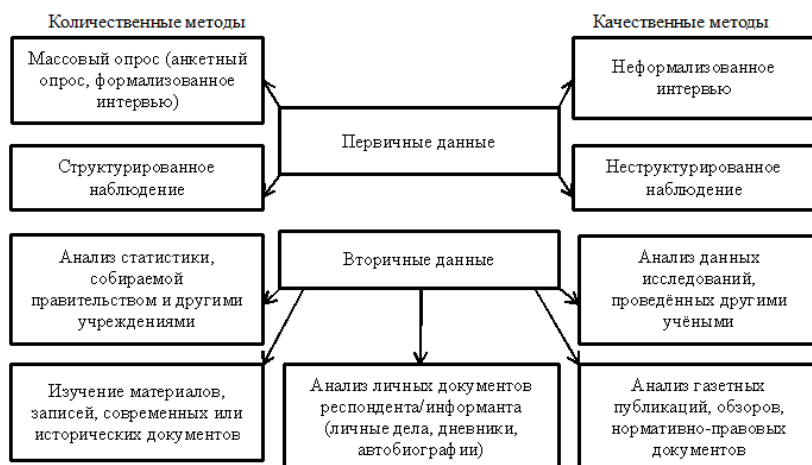 Количественные методы
Качественные методы
Массовый опрос (анкетный
опрос, формализованное
интервью)
Неформализованное
интервью
Первичные данные
Структурированное
наблюдение
Неструктурированное
наблюдение
Анализ статистики,
собираемой
правительством и другими
учреждениями
Вторичные данные
Анализ данных
исследований,
проведённых другими
учёными
Изучение материалов,
записей, современных или
исторических документов
Анализ личных документов
респондента/информанта
(личные дела, дневники,
автобиографии)
Анализ газетных
публикаций, обзоров,
нормативно-правовых
документов